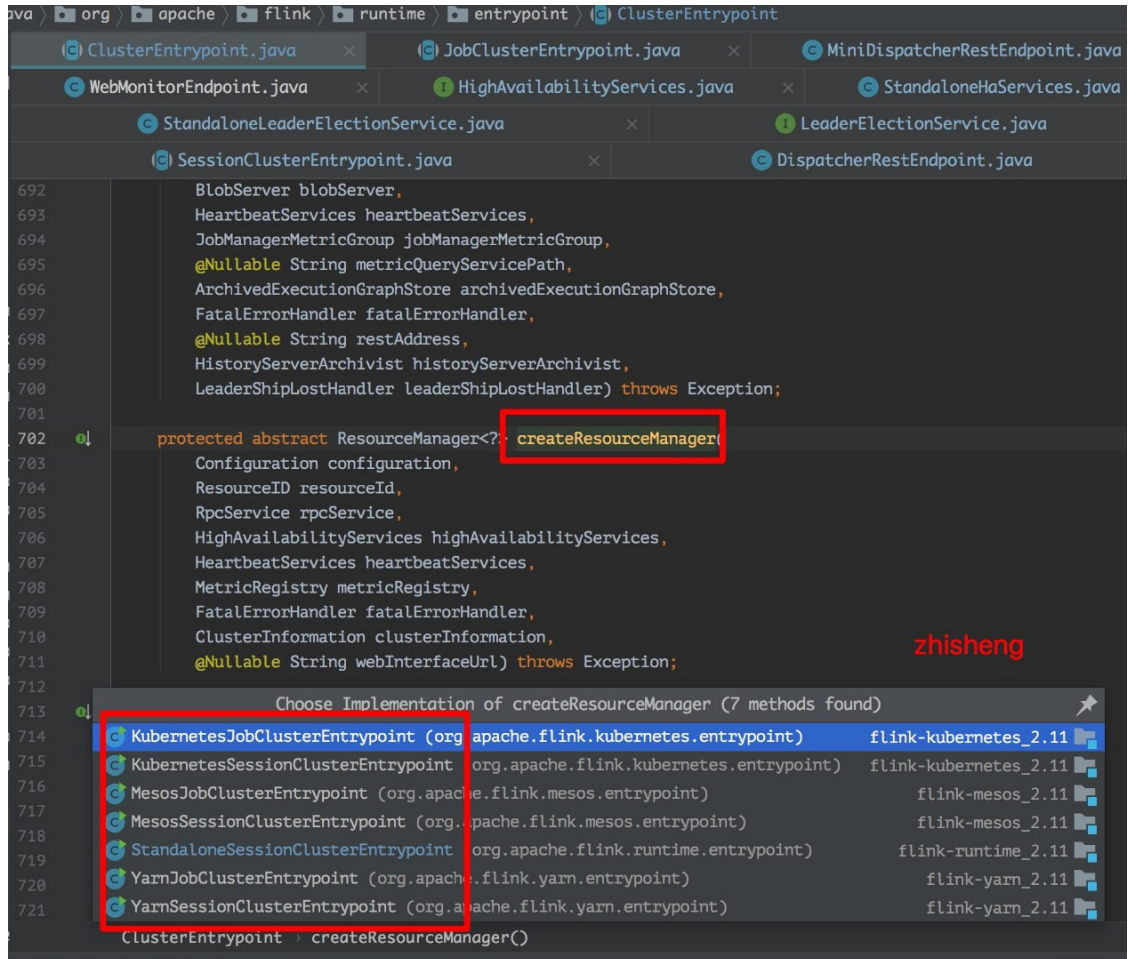 ava org apache flink runtime entrypoint ClusterEntrypoint
ClusterEntrypoint.java JobClusterEntrypoint.java MiniDispatcherRestEndpoint.java
WebMonitorEndpoint.java HighAvailabilityServices.java StandaloneHaServices.java
StandaloneLeaderElectionService.java LeaderElectionService.java
SessionClusterEntrypoint.java DispatcherRestEndpoint.java
692 BlobServer blobServer,
693 HeartbeatServices heartbeatServices,
694 JobManagerMetricGroup jobManagerMetricGroup,
695 @Nullable String metricQueryServicePath,
696 ArchivedExecutionGraphStore archivedExecutionGraphStore,
697 FatalErrorHandler fatalErrorHandler,
698 @Nullable String restAddress,
699 HistoryServerArchivist historyServerArchivist,
700 LeaderShipLostHandler leaderShipLostHandler) throws Exception;
701
702 protected abstract ResourceManager<?> createResourceManager(
703 Configuration configuration,
704 ResourceID resourceId,
705 RpcService rpcService,
706 HighAvailabilityServices highAvailabilityServices,
707 HeartbeatServices heartbeatServices,
708 MetricRegistry metricRegistry,
709 FatalErrorHandler fatalErrorHandler,
710 ClusterInformation clusterInformation,
zhisheng
711 @Nullable String webInterfaceUrl) throws Exception;
712
713 Choose Implementation of createResourceManager (7 methods found)
714 KubernetesJobClusterEntrypoint (org.apache.flink.kubernetes.entrypoint) flink-kubernetes_2.11
715 KubernetesSessionClusterEntrypoint (org.apache.flink.kubernetes.entrypoint) flink-kubernetes_2.11
716 MesosJobClusterEntrypoint (org.apache.flink.mesos.entrypoint) flink-mesos_2.11
717 MesosSessionClusterEntrypoint (org.apache.flink.mesos.entrypoint) flink-mesos_2.11
718
719 StandaloneSessionClusterEntrypoint (org.apache.flink.runtime.entrypoint) flink-runtime_2.11
720 YarnJobClusterEntrypoint (org.apache.flink.yarn.entrypoint) flink-yarn_2.11
721 YarnSessionClusterEntrypoint (org.apache.flink.yarn.entrypoint) flink-yarn_2.11
ClusterEntrypoint › createResourceManager()